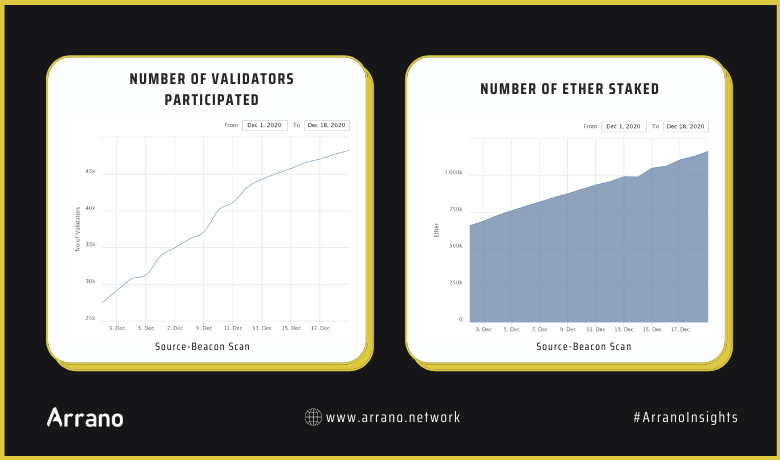 NUMBER OF VALIDATORS
PARTICIPATED
From Dec 1, 2020 To Dec 18, 2020
No of Validators
45k
40k
35k
30k
25k
3. Dec 5. Dec 7. Dec 9. Dec 11. Dec 13. Dec 15. Dec 17. Dec
Source-Beacon Scan
NUMBER OF ETHER STAKED
From Dec 1, 2020 To Dec 18, 2020
Ether
1 000k
750k
500k
250k
0
3. Dec 5. Dec 7. Dec 9. Dec 11. Dec 13. Dec 15. Dec 17. Dec
Source-Beacon Scan
Arrano
www.arrano.network
#ArranoInsights